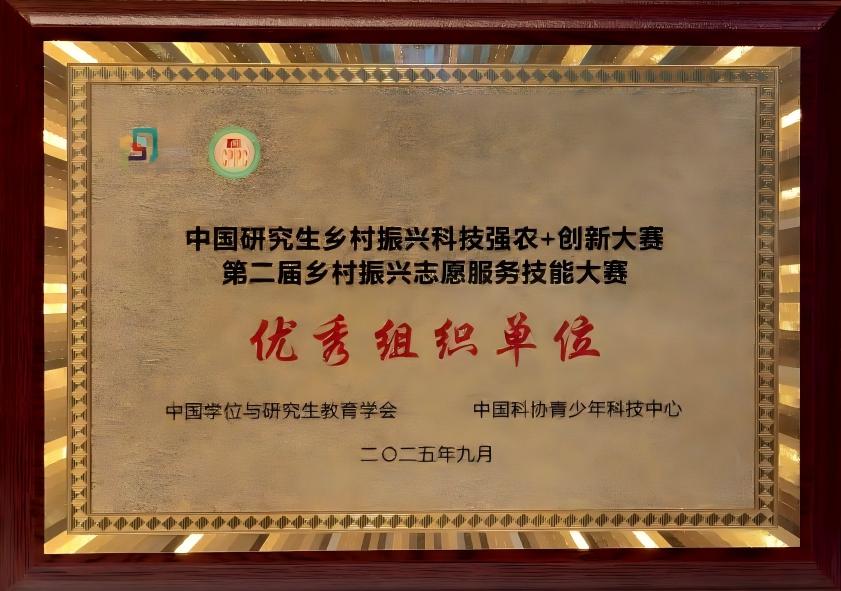 中国研究生乡村振兴科技强农+创新大赛
第二届乡村振兴志愿服务技能大赛
优秀组织单位
中国学位与研究生教育学会 中国科协青少年科技中心
二〇二五年九月